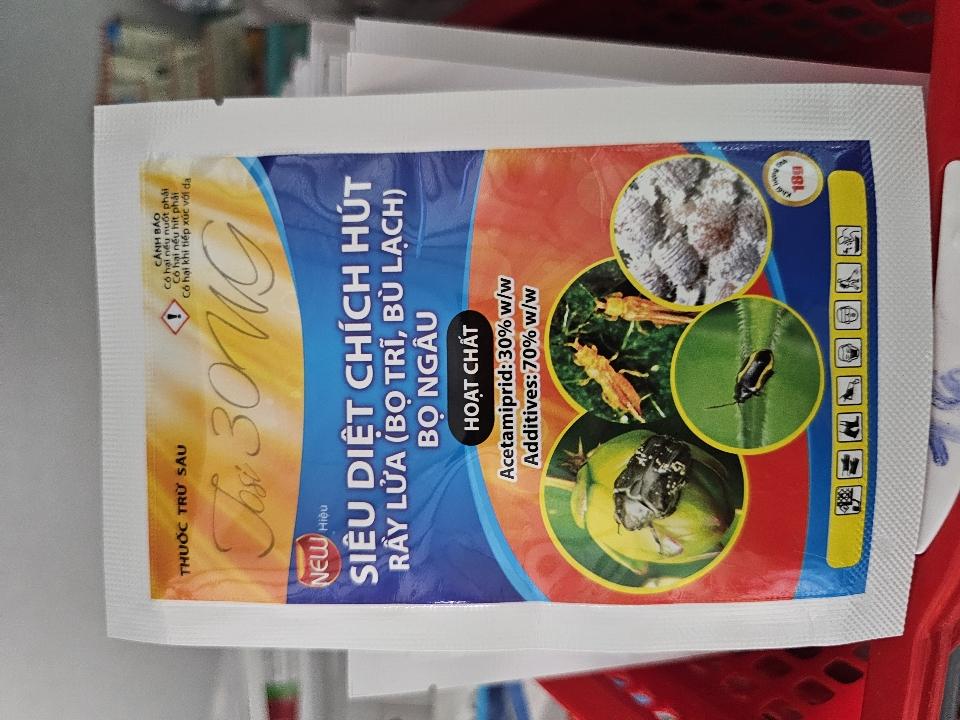 THUỐC TRỪ SÂU
CẢNH BÁO
Có hại nếu nuốt phải
Có hại nếu hít phải
Có hại khi tiếp xúc với da
30WG
NEW
Hiệu
SIÊU DIỆT CHÍCH HÚT
RẦY LỬA (BỌ TRĨ, BÙ LẠCH)
BỌ NGÂU
HOẠT CHẤT
Acetamiprid: 30% w/w
Additives: 70% w/w
Khối lượng
18g